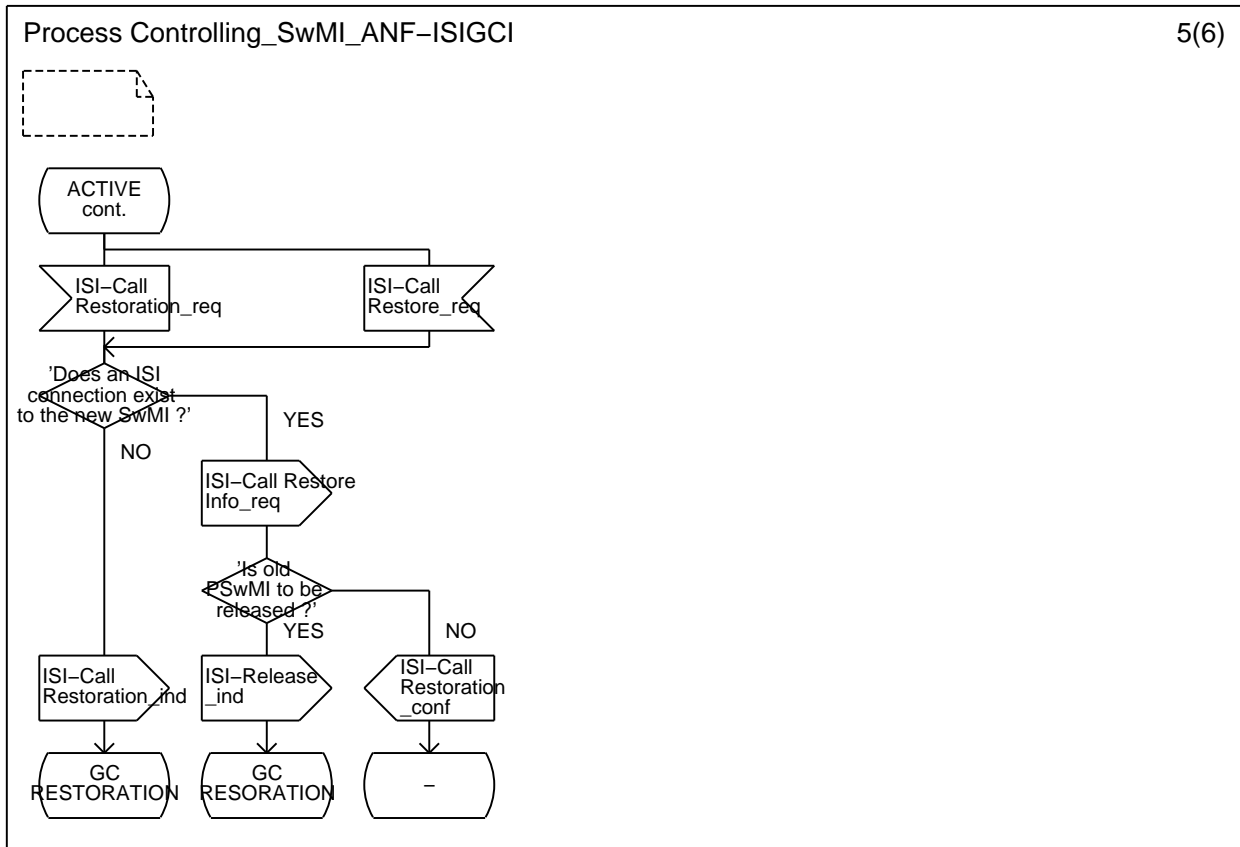 Process Controlling_SwMI_ANF−ISIGCI
5(6)
ACTIVE
cont.
ISI−Call
Restoration_req
ISI−Call
Restore_req
'Does an ISI
connection exist
to the new SwMI ?'
YES
NO
ISI−Call Restore
Info_req
'Is old
PSwMI to be
released ?'
YES
NO
ISI−Call
Restoration_ind
ISI−Release
_ind
ISI−Call
Restoration
_conf
GC
RESTORATION
GC
RESORATION
−